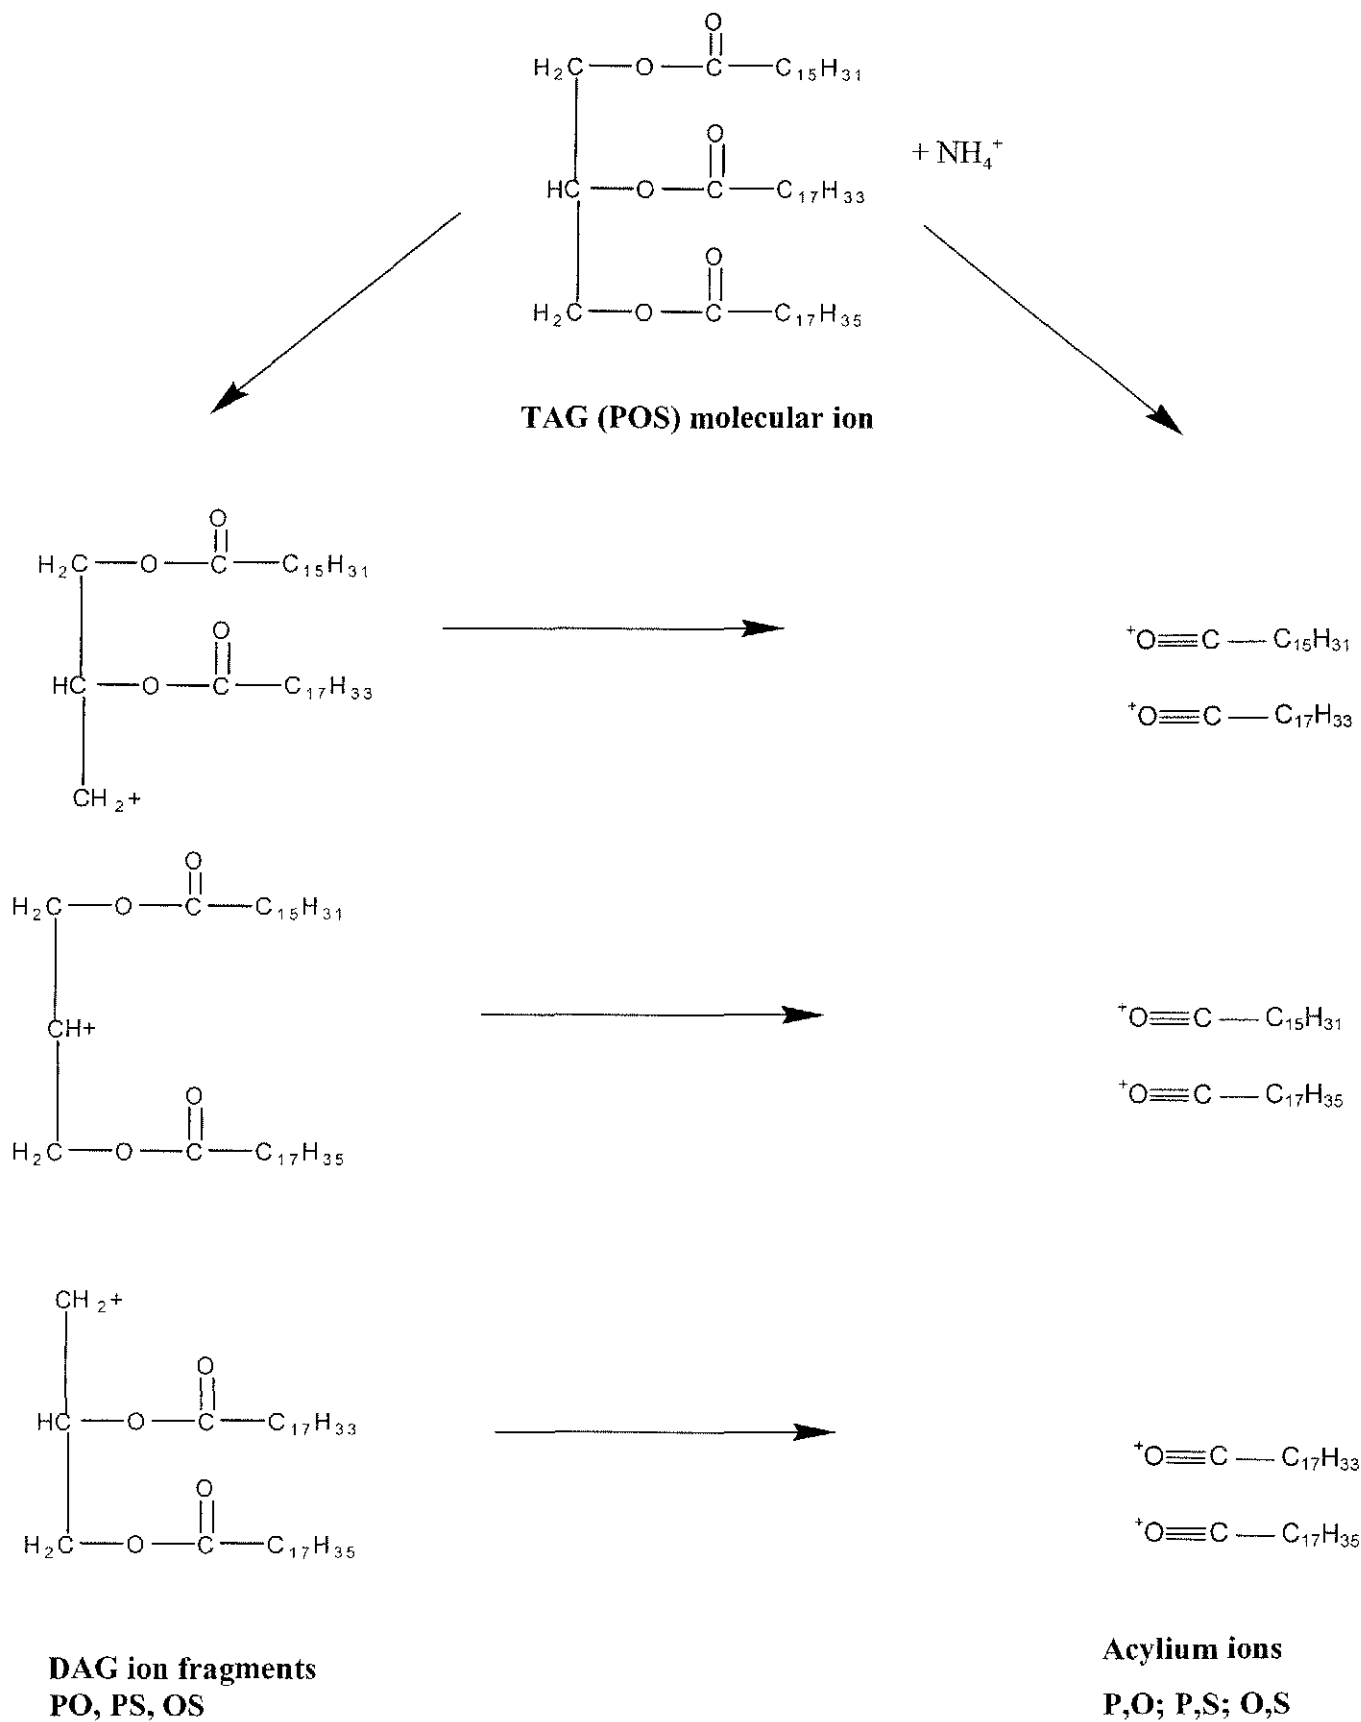 O
H₂C—O—C—C₁₅H₃₁
O
+ NH₄⁺
HC—O—C—C₁₇H₃₃
O
H₂C—O—C—C₁₇H₃₅
TAG (POS) molecular ion
O
H₂C—O—C—C₁₅H₃₁
O
HC—O—C—C₁₇H₃₃
CH₂+
⁺O≡C—C₁₅H₃₁
⁺O≡C—C₁₇H₃₃
O
H₂C—O—C—C₁₅H₃₁
CH+
O
H₂C—O—C—C₁₇H₃₅
⁺O≡C—C₁₅H₃₁
⁺O≡C—C₁₇H₃₅
CH₂+
O
HC—O—C—C₁₇H₃₃
O
H₂C—O—C—C₁₇H₃₅
⁺O≡C—C₁₇H₃₃
⁺O≡C—C₁₇H₃₅
DAG ion fragments
PO, PS, OS
Acylium ions
P,O; P,S; O,S